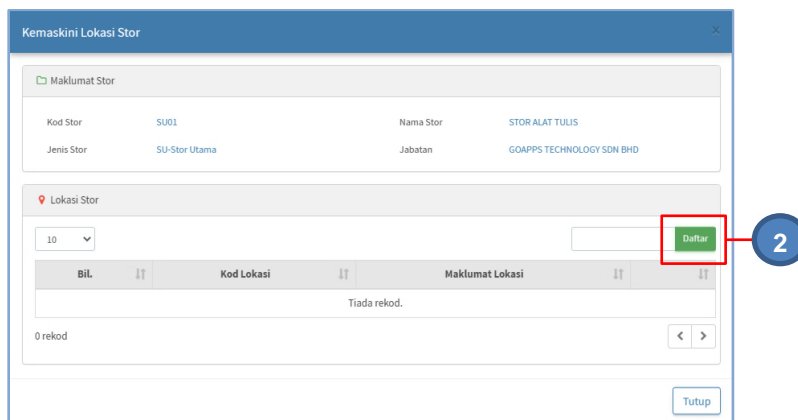 Kemaskini Lokasi Stor ×
Maklumat Stor
Kod Stor SU01 Nama Stor STOR ALAT TULIS
Jenis Stor SU-Stor Utama Jabatan GOAPPS TECHNOLOGY SDN BHD
Lokasi Stor
10 Daftar 2
Bil. Kod Lokasi Maklumat Lokasi
Tiada rekod.
0 rekod < >
Tutup